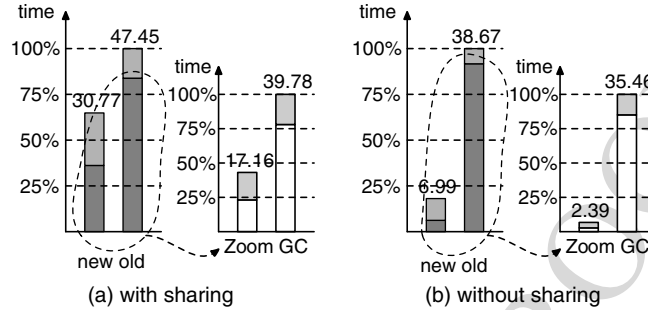 time
47.45
100%
30.77
75%
50%
25%
new old
time
39.78
100%
75%
50%
17.16
25%
Zoom GC
(a) with sharing
time
38.67
100%
75%
50%
6.99
25%
new old
time
35.46
100%
75%
50%
25%
2.39
Zoom GC
(b) without sharing